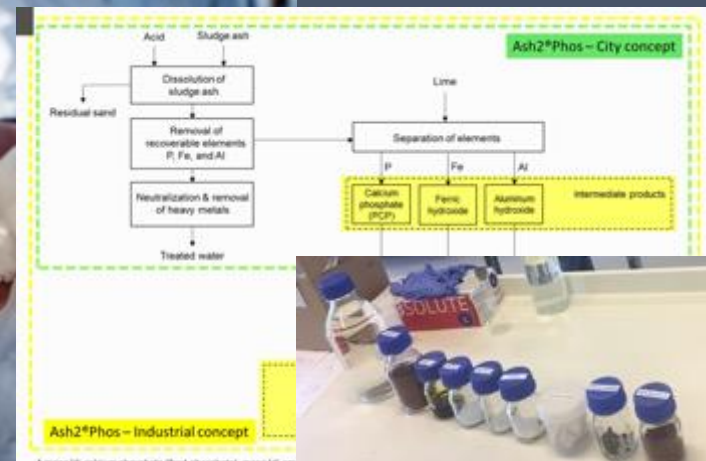 Ash2®Phos – City concept
Acid
Sludge ash
Dissolution of
sludge ash
Residual sand
Lime
Removal of
recoverable elements
P, Fe, and Al
Separation of elements
P
Fe
Al
Neutralization & removal
of heavy metals
Calcium
phosphate
(PCP)
Ferric
hydroxide
Aluminum
hydroxide
Intermediate products
Treated water
Ash2®Phos – Industrial concept